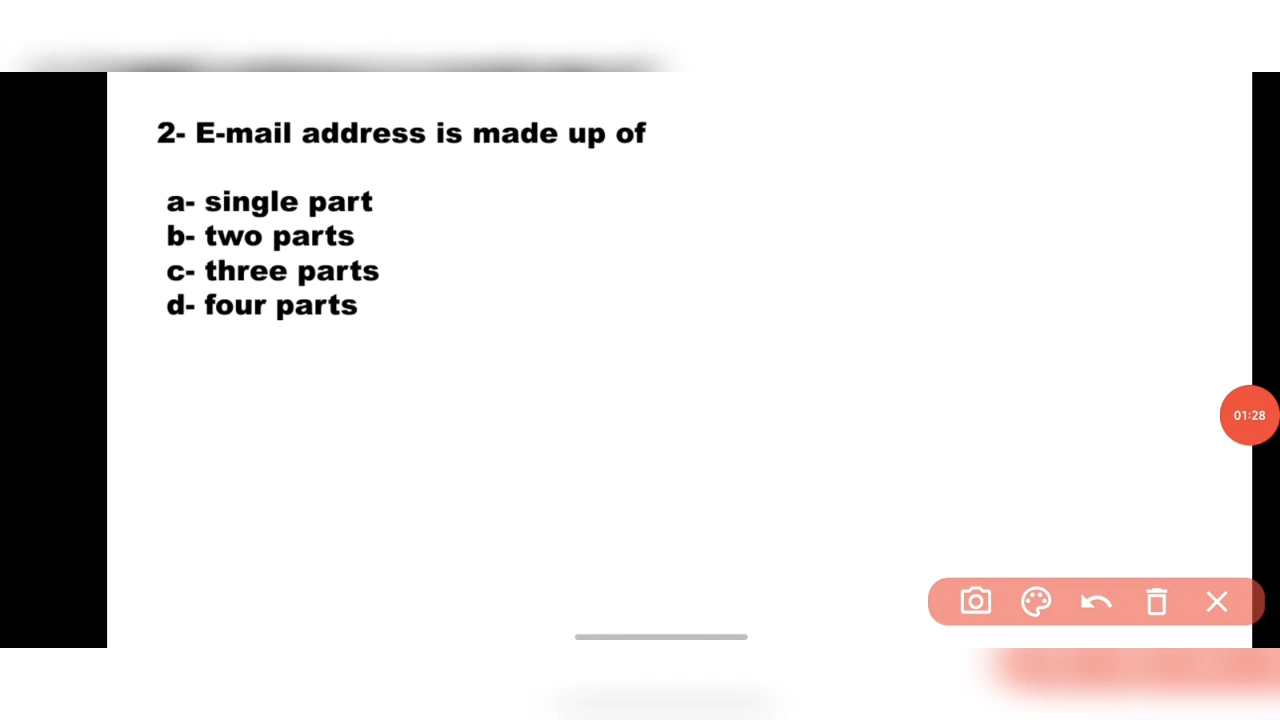 2- E-mail address is made up of
a- single part
b- two parts
c- three parts
d- four parts
01:28